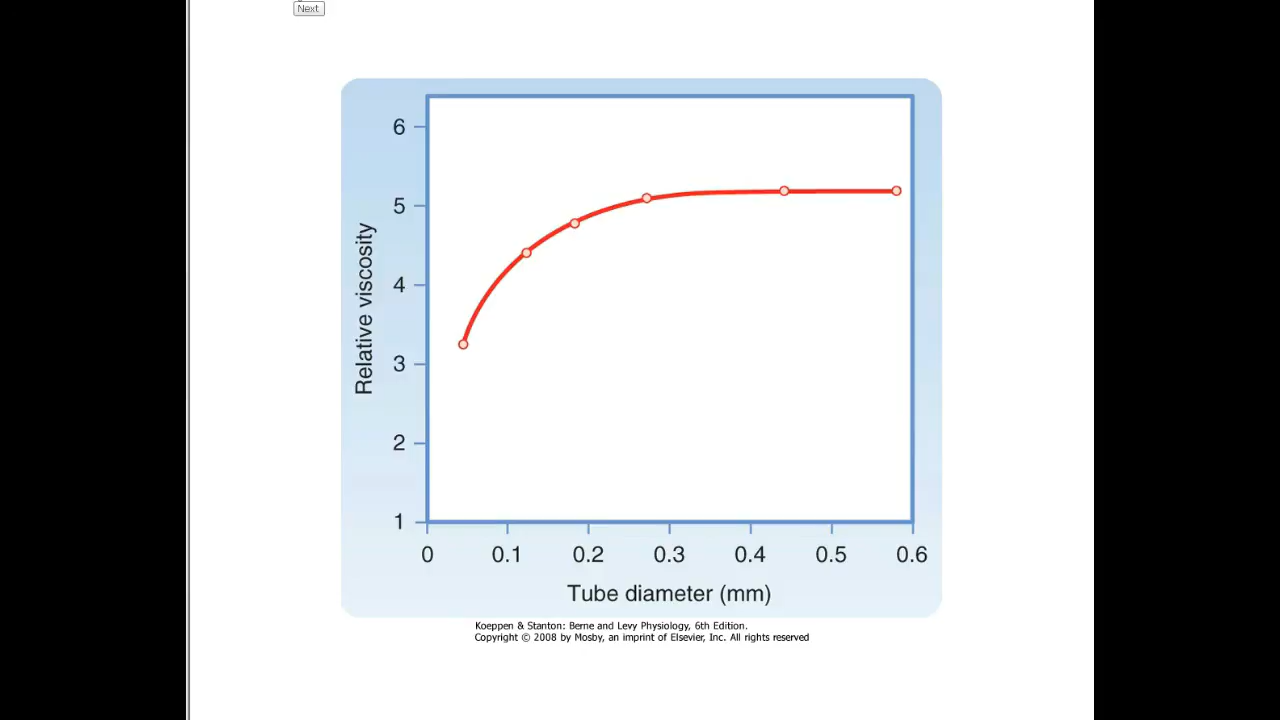 Next
6
5
4
3
2
1
Relative viscosity
0 0.1 0.2 0.3 0.4 0.5 0.6
Tube diameter (mm)
Koeppen & Stanton: Berne and Levy Physiology, 6th Edition.
Copyright © 2008 by Mosby, an imprint of Elsevier, Inc. All rights reserved